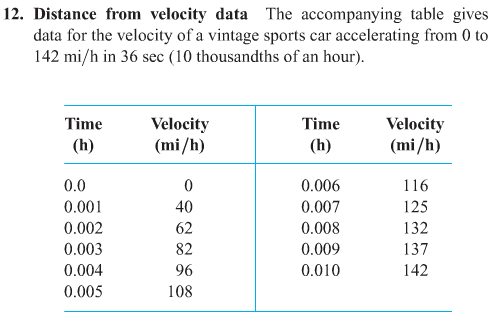 12. Distance from velocity data The accompanying table gives
data for the velocity of a vintage sports car accelerating from 0 to
142 mi/h in 36 sec (10 thousandths of an hour).
Time Velocity Time Velocity
(h) (mi/h) (h) (mi/h)
0.0 0 0.006 116
0.001 40 0.007 125
0.002 62 0.008 132
0.003 82 0.009 137
0.004 96 0.010 142
0.005 108